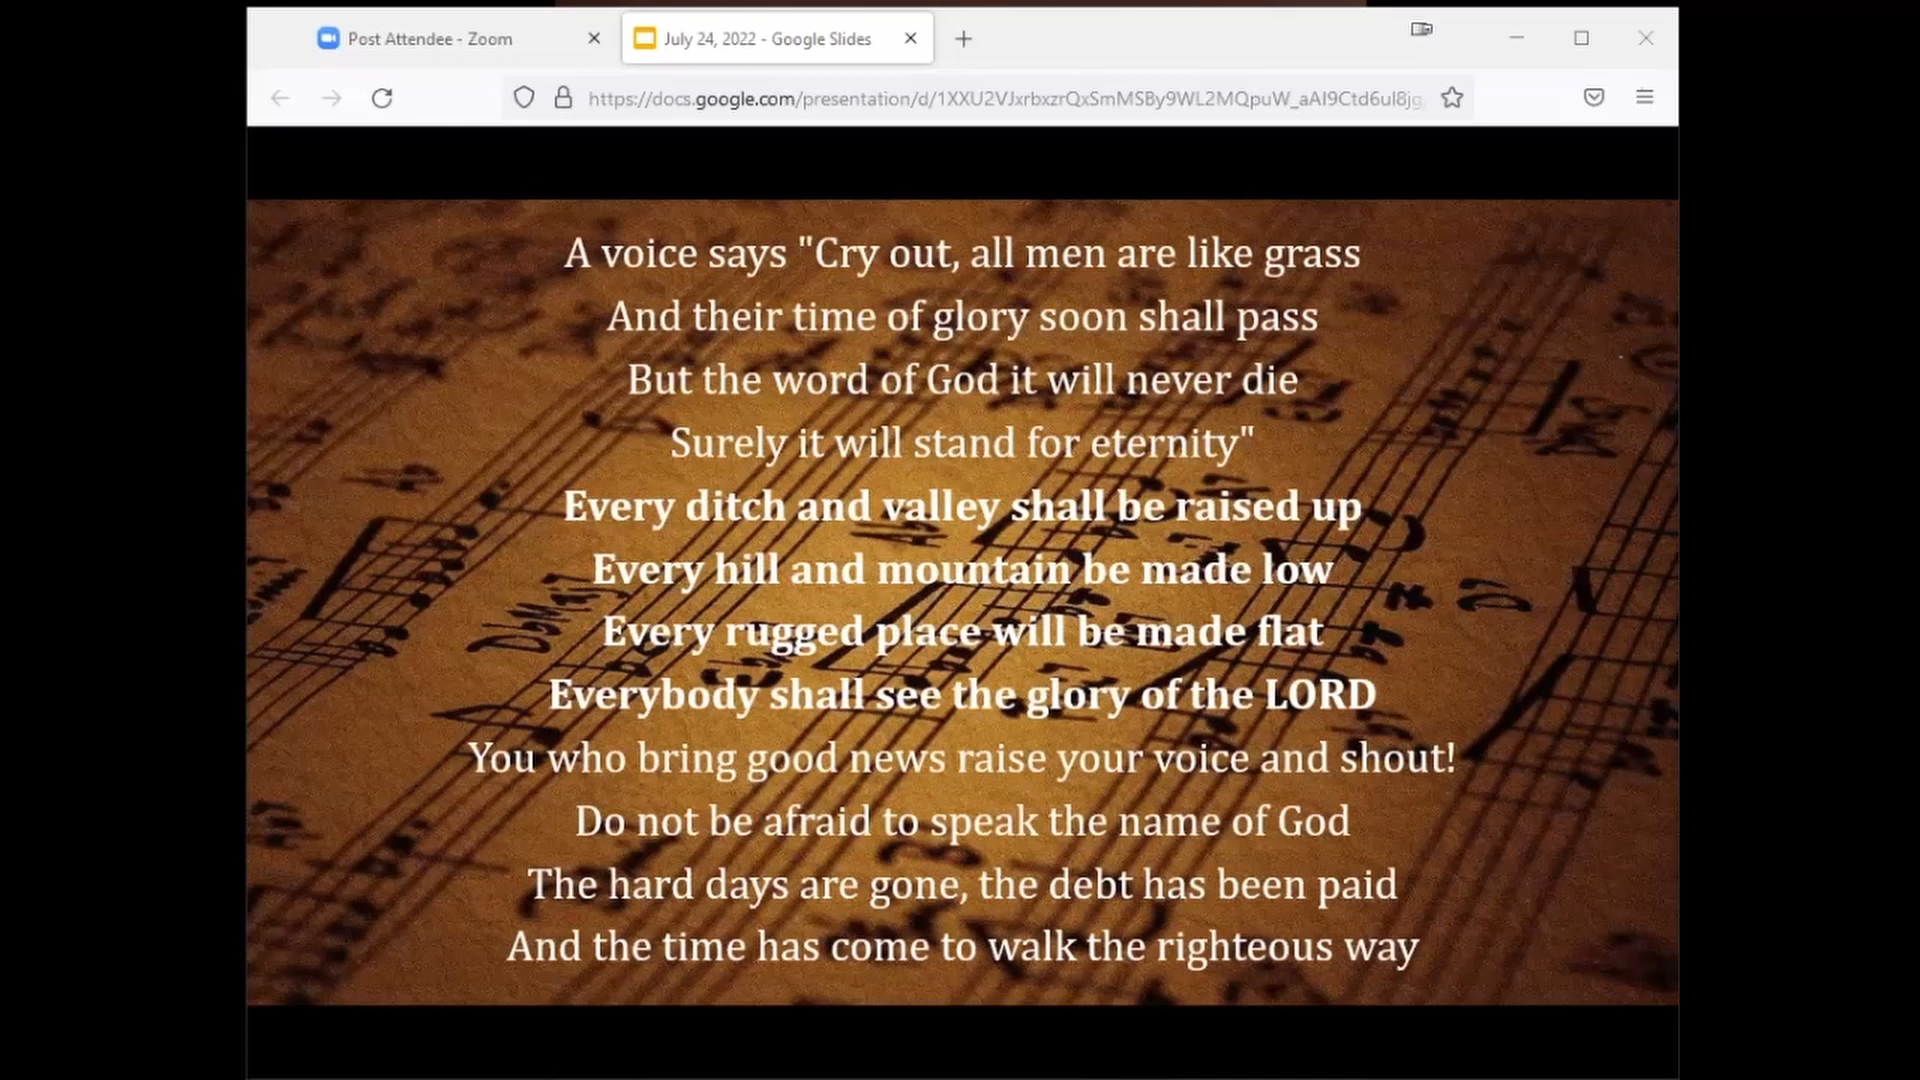 Post Attendee - Zoom
July 24, 2022 - Google Slides
https://docs.google.com/presentation/d/1XXU2VJxrbxzrQxSmMSBy9WL2MQpuW_aAI9Ctd6ul8jg
A voice says "Cry out, all men are like grass
And their time of glory soon shall pass
But the word of God it will never die
Surely it will stand for eternity"
Every ditch and valley shall be raised up
Every hill and mountain be made low
Every rugged place will be made flat
Everybody shall see the glory of the LORD
You who bring good news raise your voice and shout!
Do not be afraid to speak the name of God
The hard days are gone, the debt has been paid
And the time has come to walk the righteous way